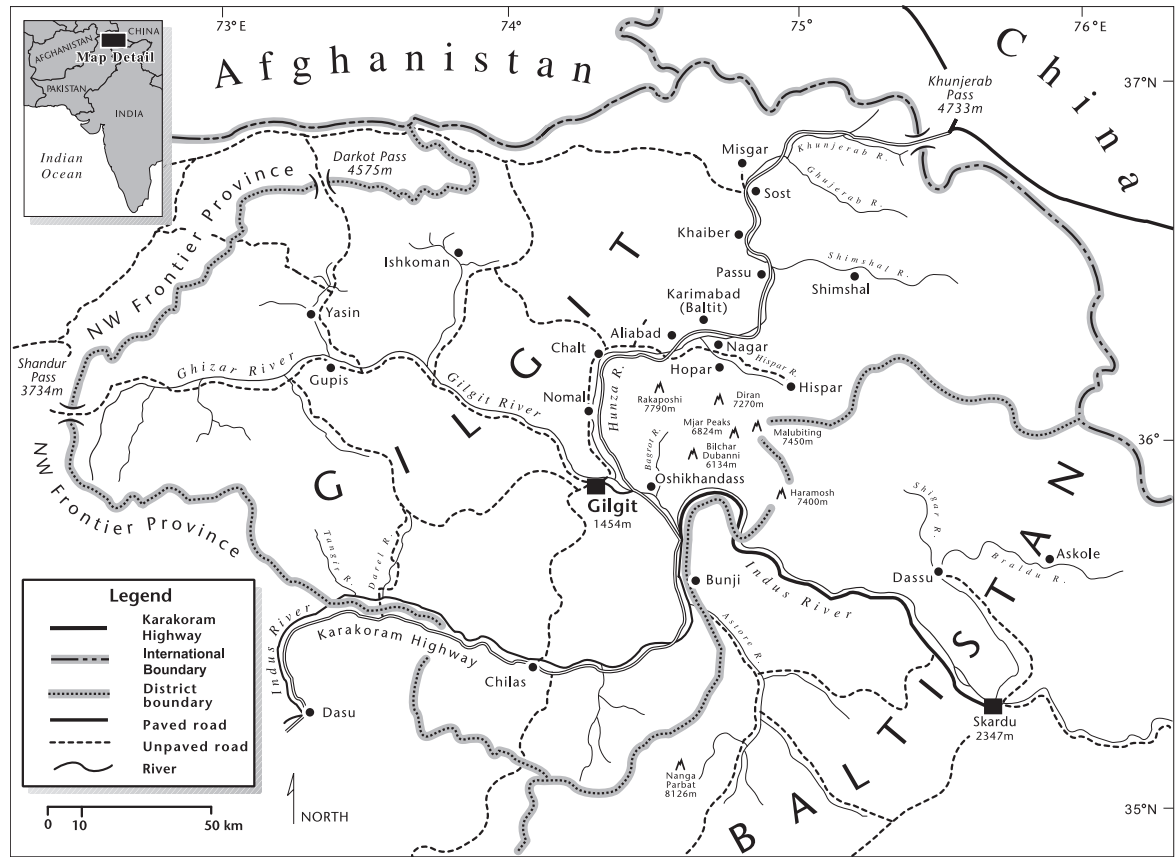 73°E
74°E
75°E
76°E
37°N
36°N
35°N
AFGHANISTAN
CHINA
Map Detail
PAKISTAN
INDIA
Indian
Ocean
Afghanistan
China
Khunjerab
Pass
4733m
Darkot Pass
4575m
NW Frontier Province
Misgar
Khunjerab R.
Ghujerab R.
Sost
Khaiber
Ishkoman
Passu
Shimshal R.
Shimshal
Karimabad
(Baltit)
Yasin
Aliabad
Chalt
Nagar
Hispar R.
Shandur
Pass
3734m
Ghizar River
Gupis
Gilgit River
Hopar
Hispar
Nomal
Hunza R.
Rakaposhi
7790m
Diran
7270m
Mjar Peaks
6824m
Malubiting
7450m
Bilchar
Dubanni
6134m
Bagrot R.
Oshikhandass
Haramosh
7400m
GILGIT
Gilgit
1454m
NW Frontier Province
Tangir R.
Darel R.
Shigar R.
Askole
Braldu R.
Dassu
Bunji
Indus River
Indus River
Karakoram Highway
Astore R.
Chilas
Dasu
Skardu
2347m
Nanga
Parbat
8126m
BALTISTAN
Legend
Karakoram
Highway
International
Boundary
District
boundary
Paved road
Unpaved road
River
0 10 50 km
NORTH